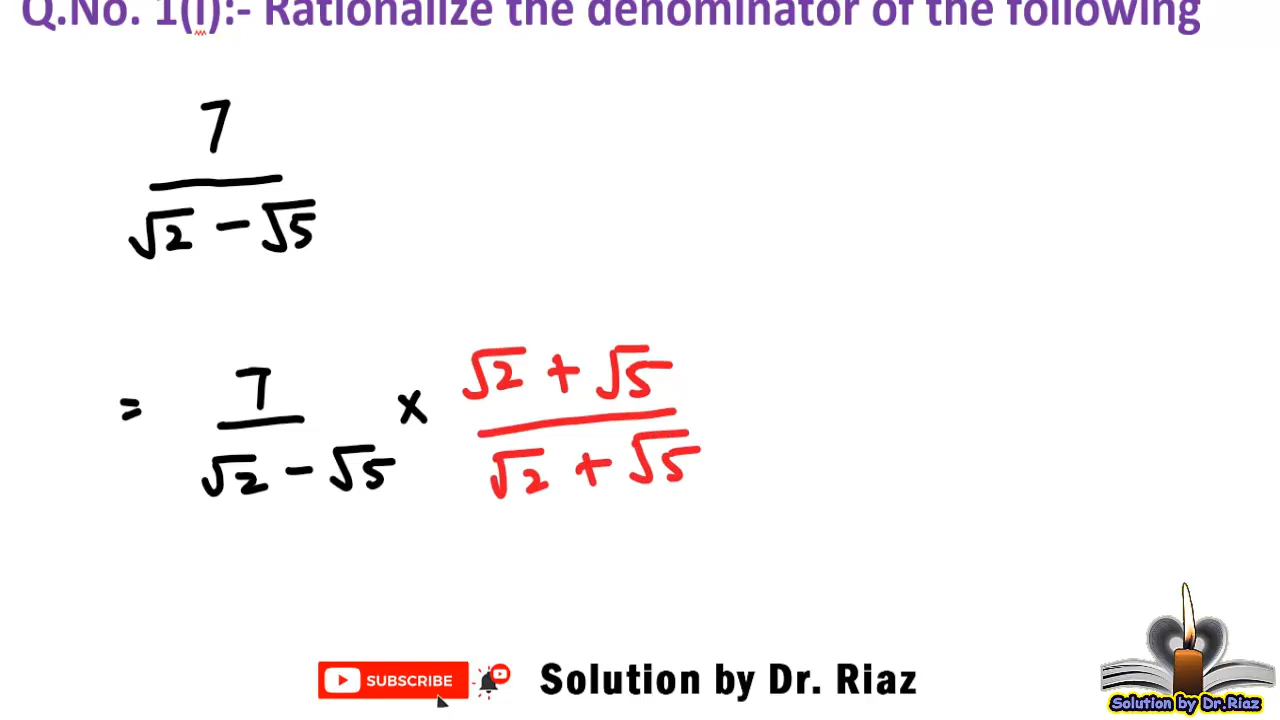 Q.No. 1(i):- Rationalize the denominator of the following
7
√2 − √5
= 7 × √2 + √5
√2 − √5 √2 + √5
SUBSCRIBE Solution by Dr. Riaz
Solution by Dr.Riaz